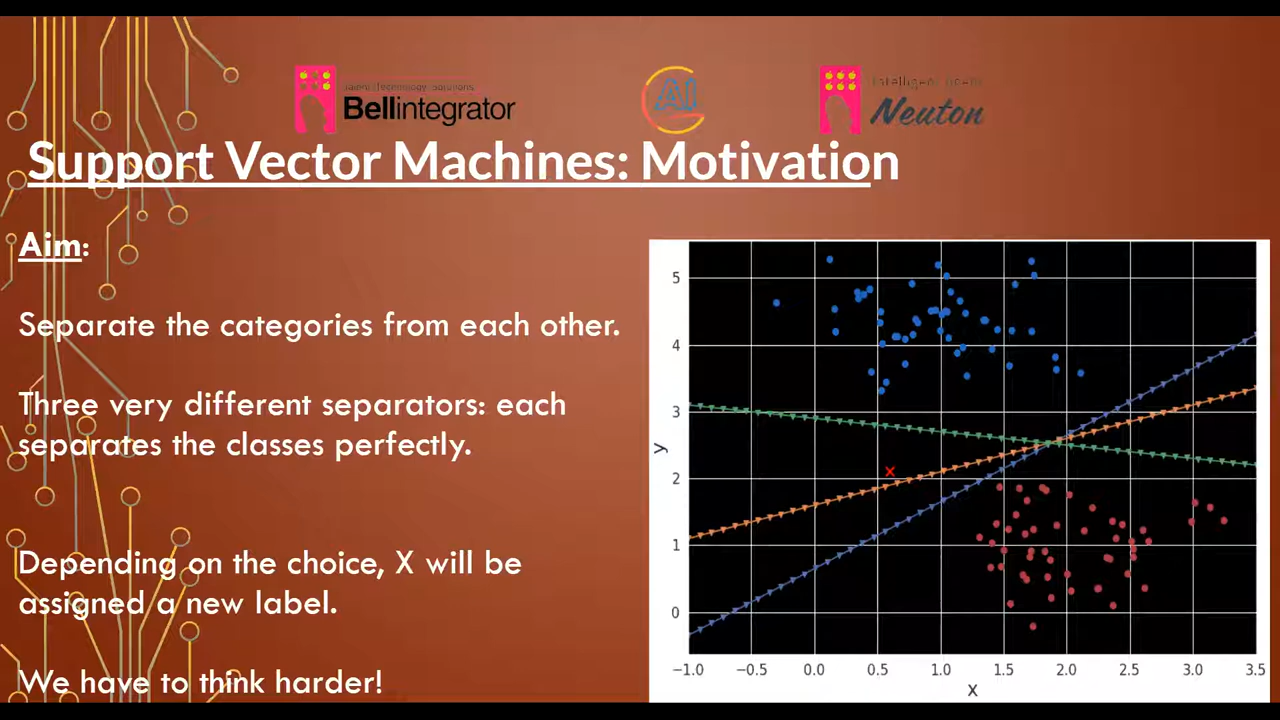 Talent Technology Solutions
Bellintegrator
AI
Neuton
Support Vector Machines: Motivation
Aim:
Separate the categories from each other.
Three very different separators: each
separates the classes perfectly.
Depending on the choice, X will be
assigned a new label.
We have to think harder!
5
4
3
2
1
0
y
−1.0 −0.5 0.0 0.5 1.0 1.5 2.0 2.5 3.0 3.5
x